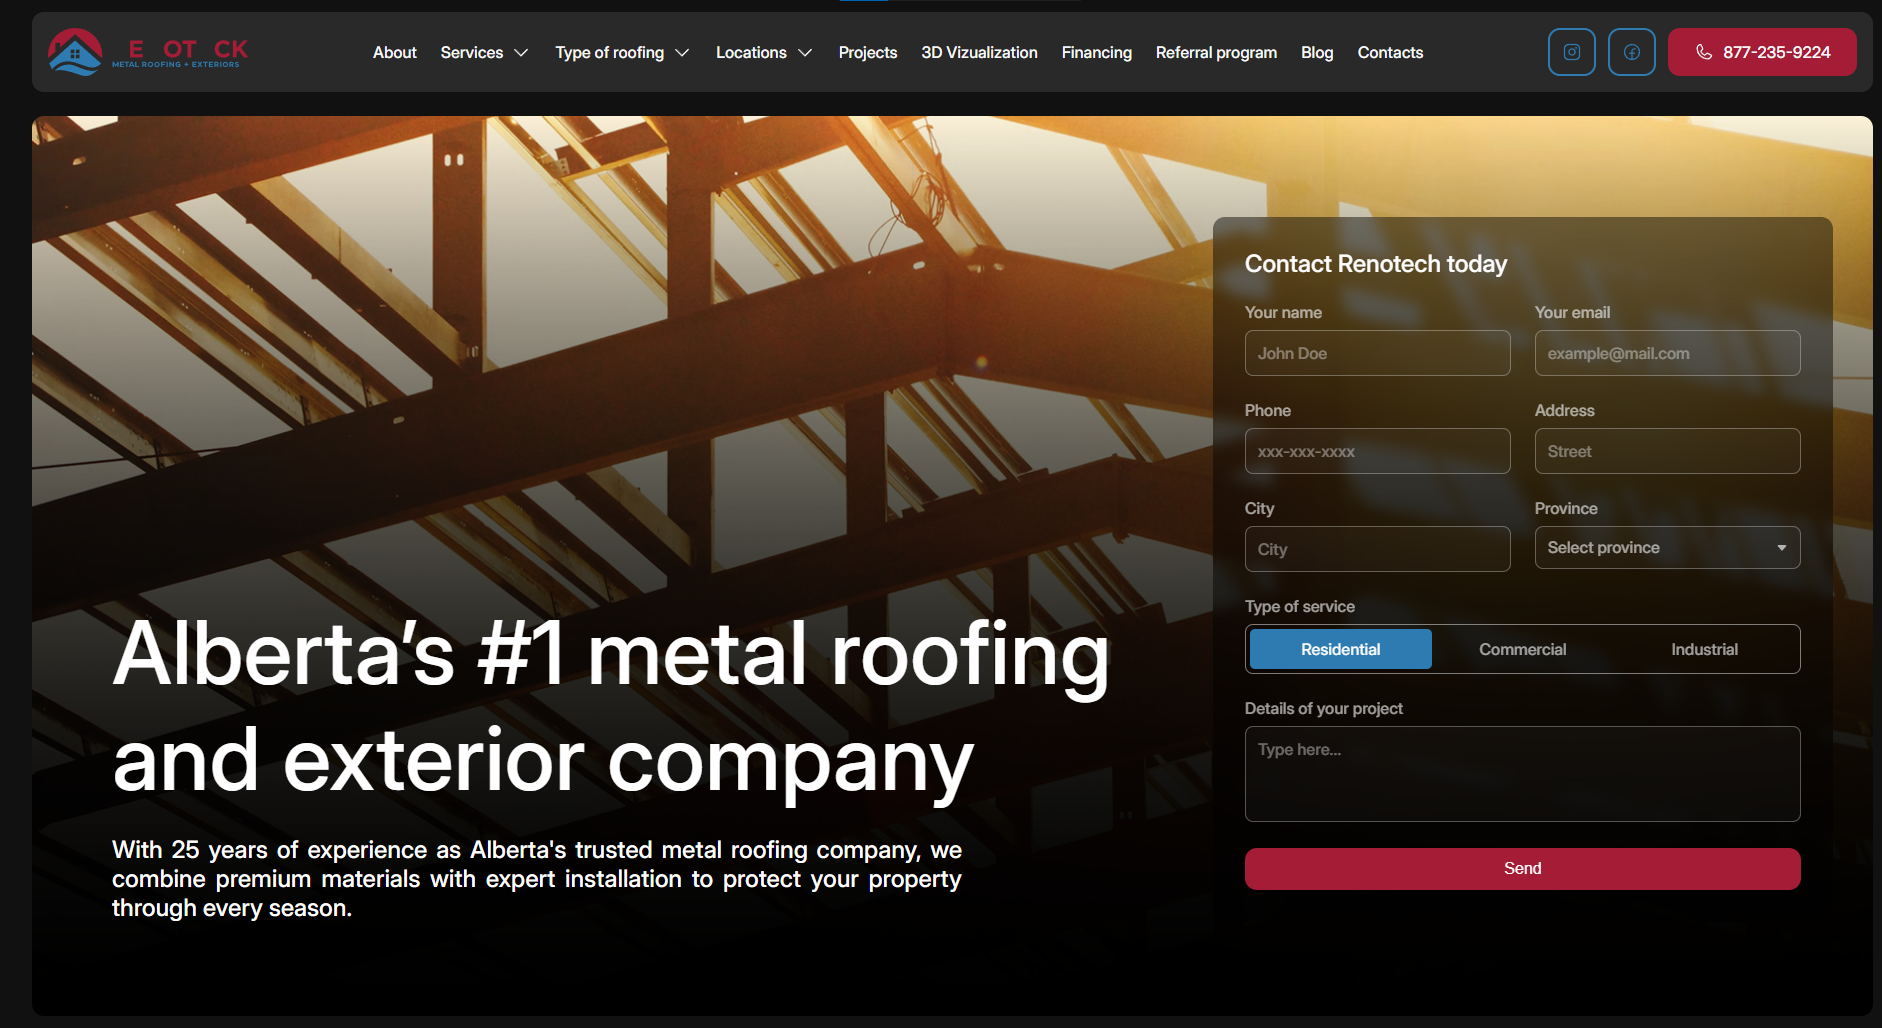 E OT CK
METAL ROOFING + EXTERIORS
About Services Type of roofing Locations Projects 3D Vizualization Financing Referral program Blog Contacts
877-235-9224
Alberta’s #1 metal roofing
and exterior company
With 25 years of experience as Alberta's trusted metal roofing company, we
combine premium materials with expert installation to protect your property
through every season.
Contact Renotech today
Your name
John Doe
Your email
example@mail.com
Phone
xxx-xxx-xxxx
Address
Street
City
City
Province
Select province
Type of service
Residential Commercial Industrial
Details of your project
Type here...
Send